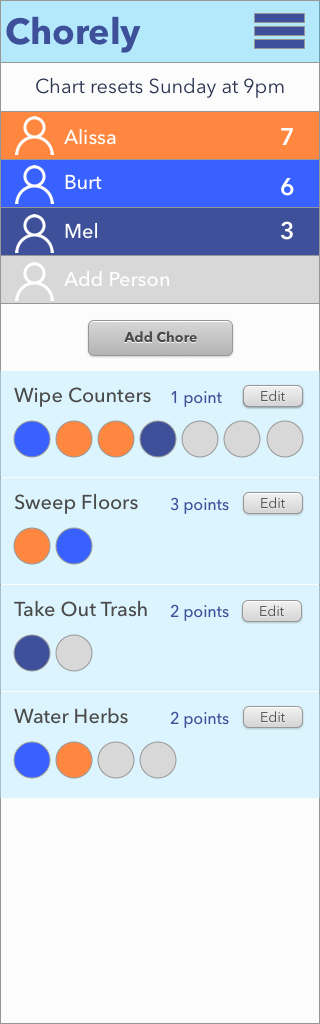 Chorely
Chart resets Sunday at 9pm
Alissa 7
Burt 6
Mel 3
Add Person
Add Chore
Wipe Counters 1 point Edit
Sweep Floors 3 points Edit
Take Out Trash 2 points Edit
Water Herbs 2 points Edit